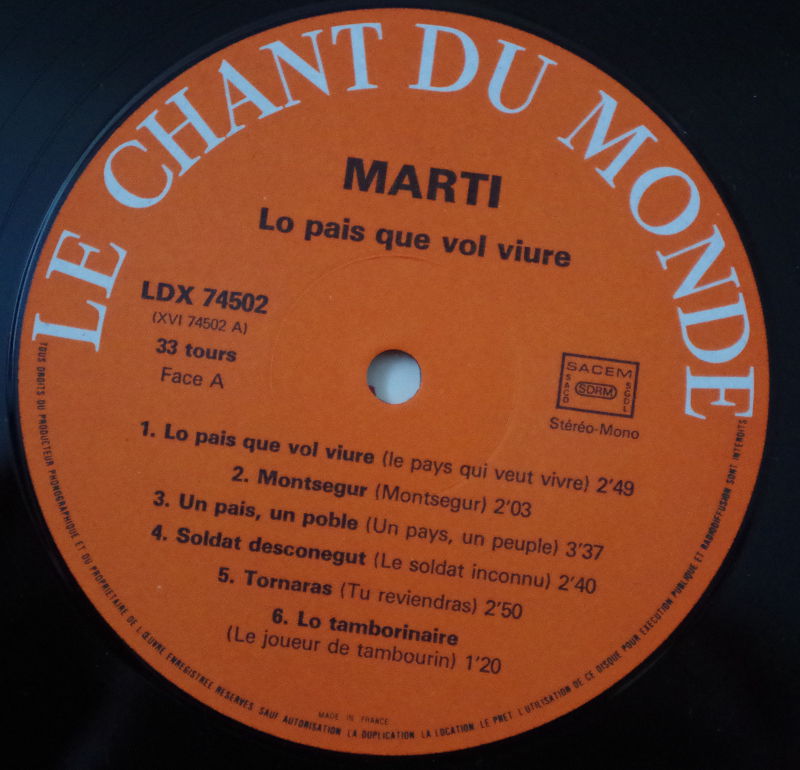 LE CHANT DU MONDE
MARTI
Lo pais que vol viure
LDX 74502
(XVI 74502 A)
33 tours
Face A
SACEM
SACD
SDRM
SGDL
Stéréo-Mono
1. Lo pais que vol viure (le pays qui veut vivre) 2'49
2. Montsegur (Montsegur) 2'03
3. Un pais, un poble (Un pays, un peuple) 3'37
4. Soldat desconegut (Le soldat inconnu) 2'40
5. Tornaras (Tu reviendras) 2'50
6. Lo tamborinaire
(Le joueur de tambourin) 1'20
MADE IN FRANCE
TOUS DROITS DU PRODUCTEUR PHONOGRAPHIQUE ET DU PROPRIETAIRE DE L'ŒUVRE ENREGISTREE RESERVES SAUF AUTORISATION LA DUPLICATION LA LOCATION LE PRET L'UTILISATION DE CE DISQUE POUR EXECUTION PUBLIQUE ET RADIODIFFUSION SONT INTERDITS